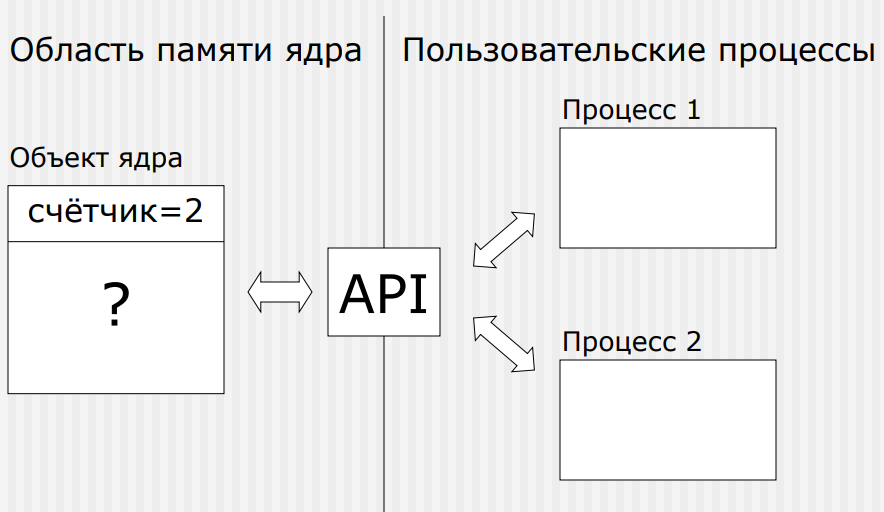 Область памяти ядра
Пользовательские процессы
Процесс 1
Объект ядра
счётчик=2
?
API
Процесс 2